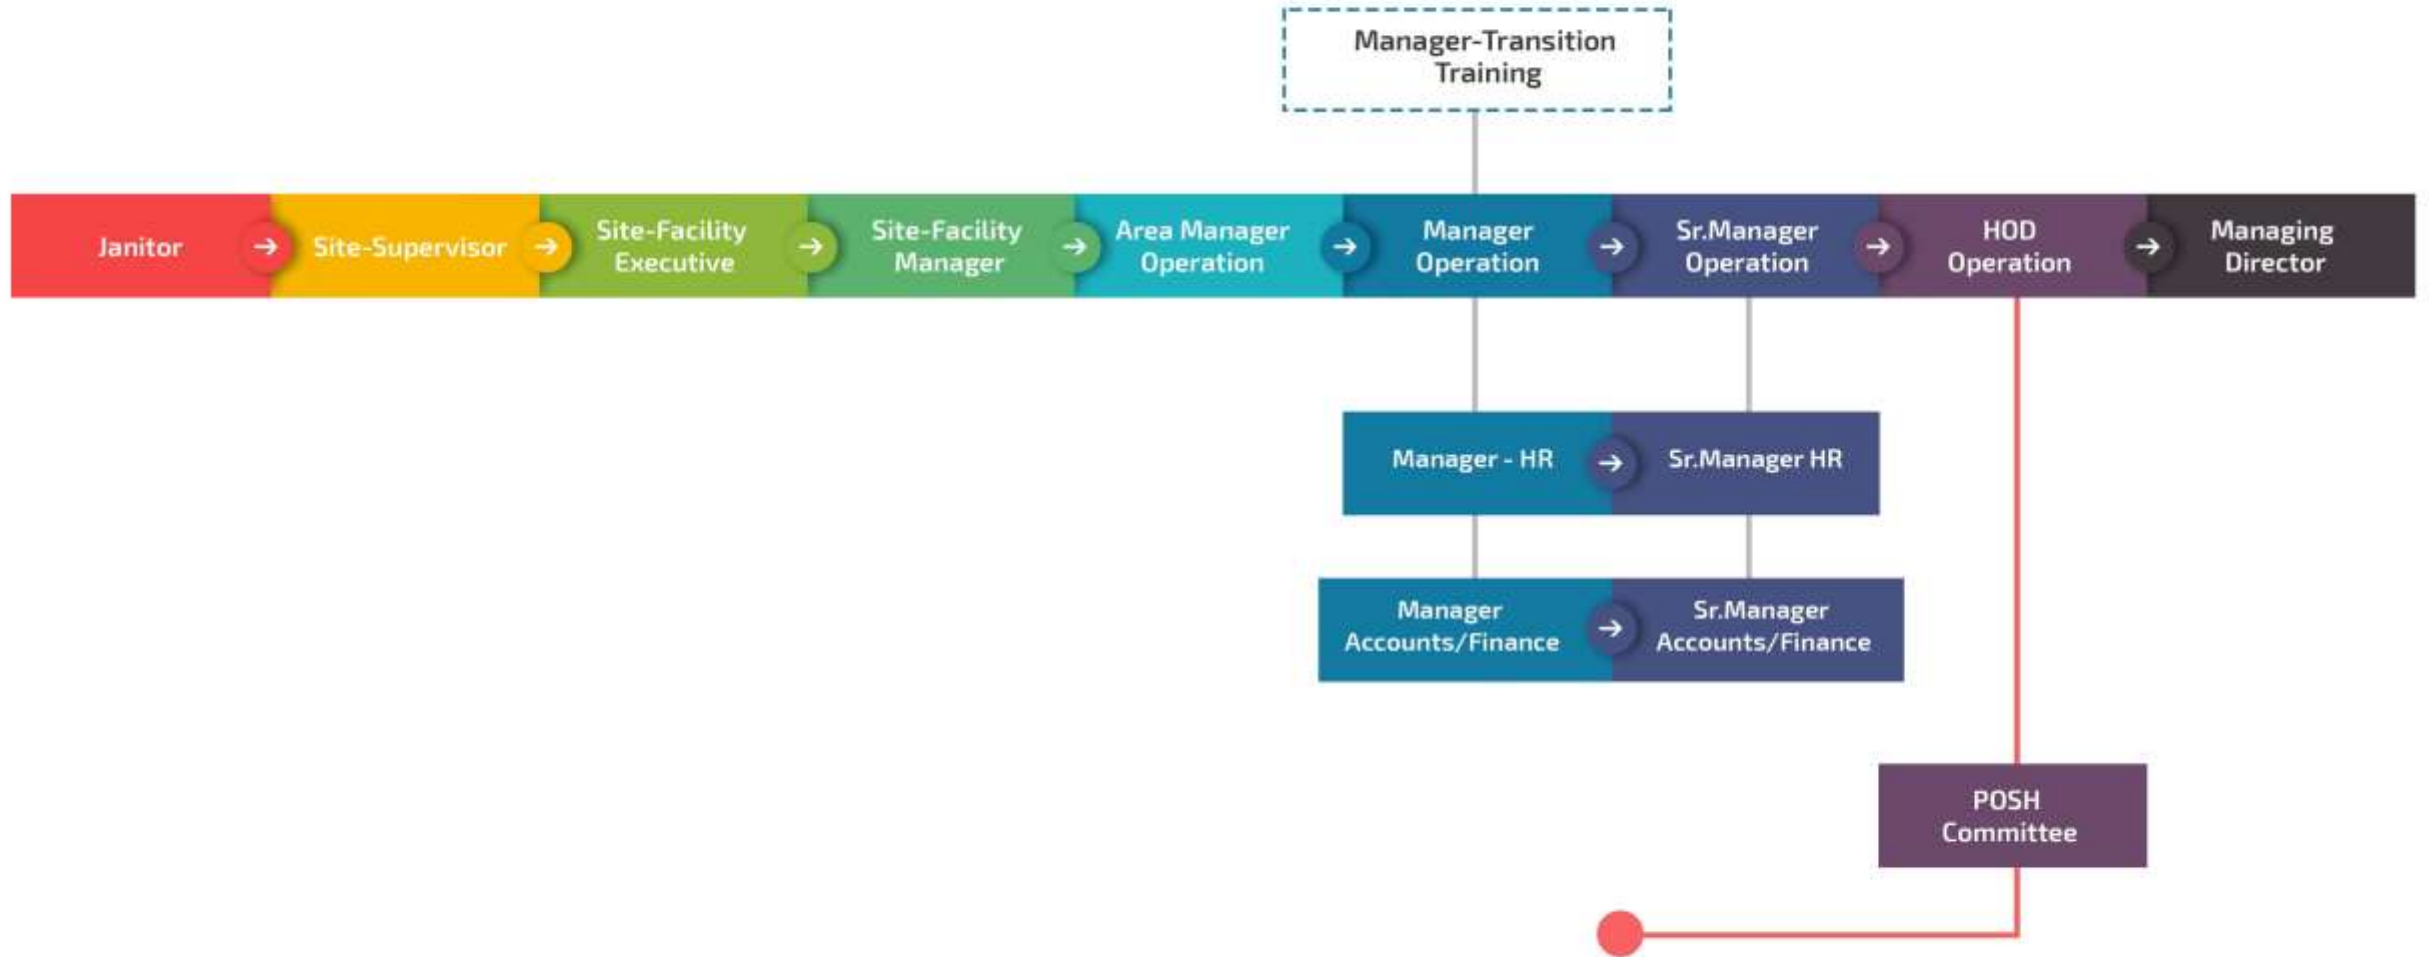 Manager-Transition
Training
Janitor
Site-Supervisor
Site-Facility
Executive
Site-Facility
Manager
Area Manager
Operation
Manager
Operation
Sr.Manager
Operation
HOD
Operation
Managing
Director
Manager - HR
Sr.Manager HR
Manager
Accounts/Finance
Sr.Manager
Accounts/Finance
POSH
Committee